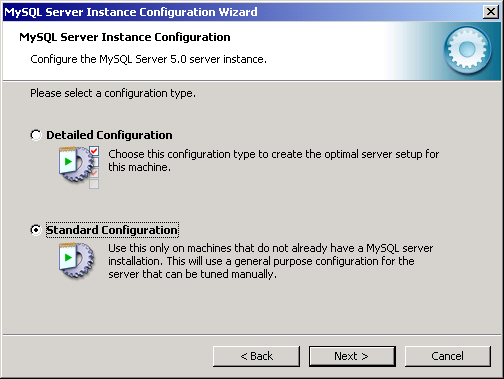 MySQL Server Instance Configuration Wizard
MySQL Server Instance Configuration
Configure the MySQL Server 5.0 server instance.
Please select a configuration type.
Detailed Configuration
Choose this configuration type to create the optimal server setup for
this machine.
Standard Configuration
Use this only on machines that do not already have a MySQL server
installation. This will use a general purpose configuration for the
server that can be tuned manually.
< Back
Next >
Cancel